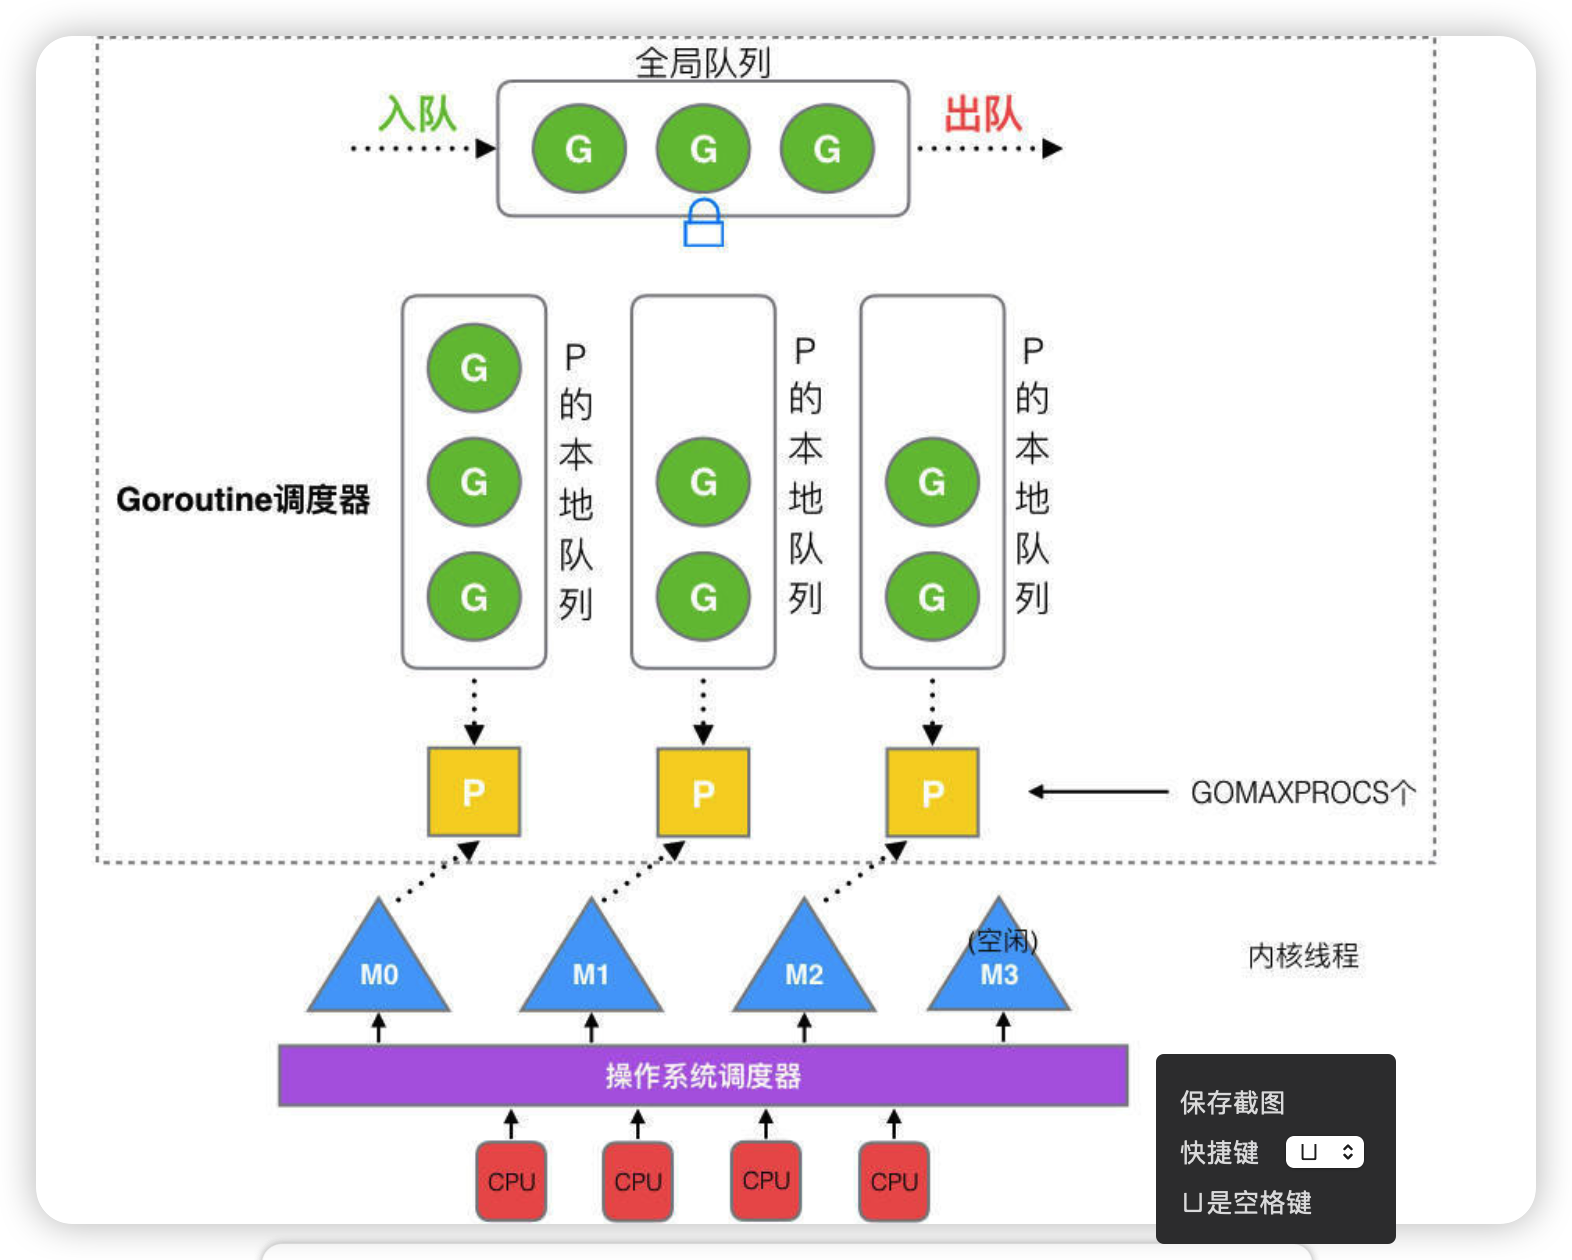 全局队列
入队
出队
G G G
G
G
G
P的本地队列
G
G
P的本地队列
G
G
P的本地队列
Goroutine调度器
P P P
GOMAXPROCS个
M0
M1
M2
(空闲)
M3
内核线程
操作系统调度器
CPU CPU CPU CPU
保存截图
快捷键 ⌴
⌴是空格键